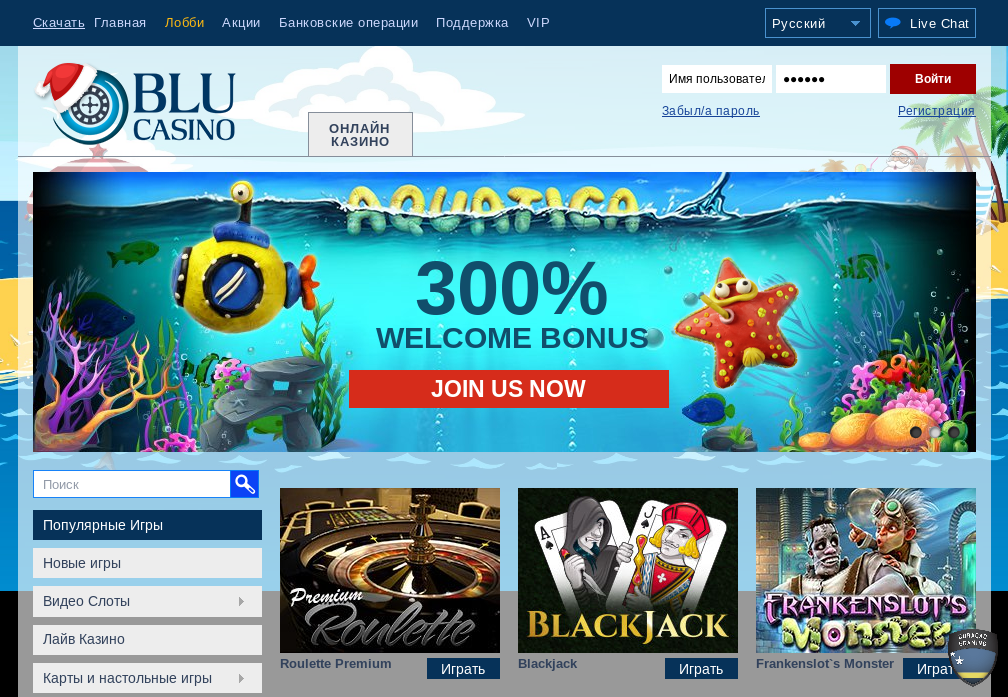 Скачать Главная Лобби Акции Банковские операции Поддержка VIP
Русский Live Chat
BLU
CASINO
ОНЛАЙН
КАЗИНО
Имя пользовател
Войти
Забыл/а пароль Регистрация
AQUATICA
300%
WELCOME BONUS
JOIN US NOW
Поиск
Популярные Игры
Новые игры
Видео Слоты
Лайв Казино
Карты и настольные игры
Premium
Roulette
Roulette Premium
Играть
A
J
BLACKJACK
Blackjack
Играть
FRANKENSLOT'S
MONSTER
Frankenslot`s Monster
Играт
CURACAO
EGAMING